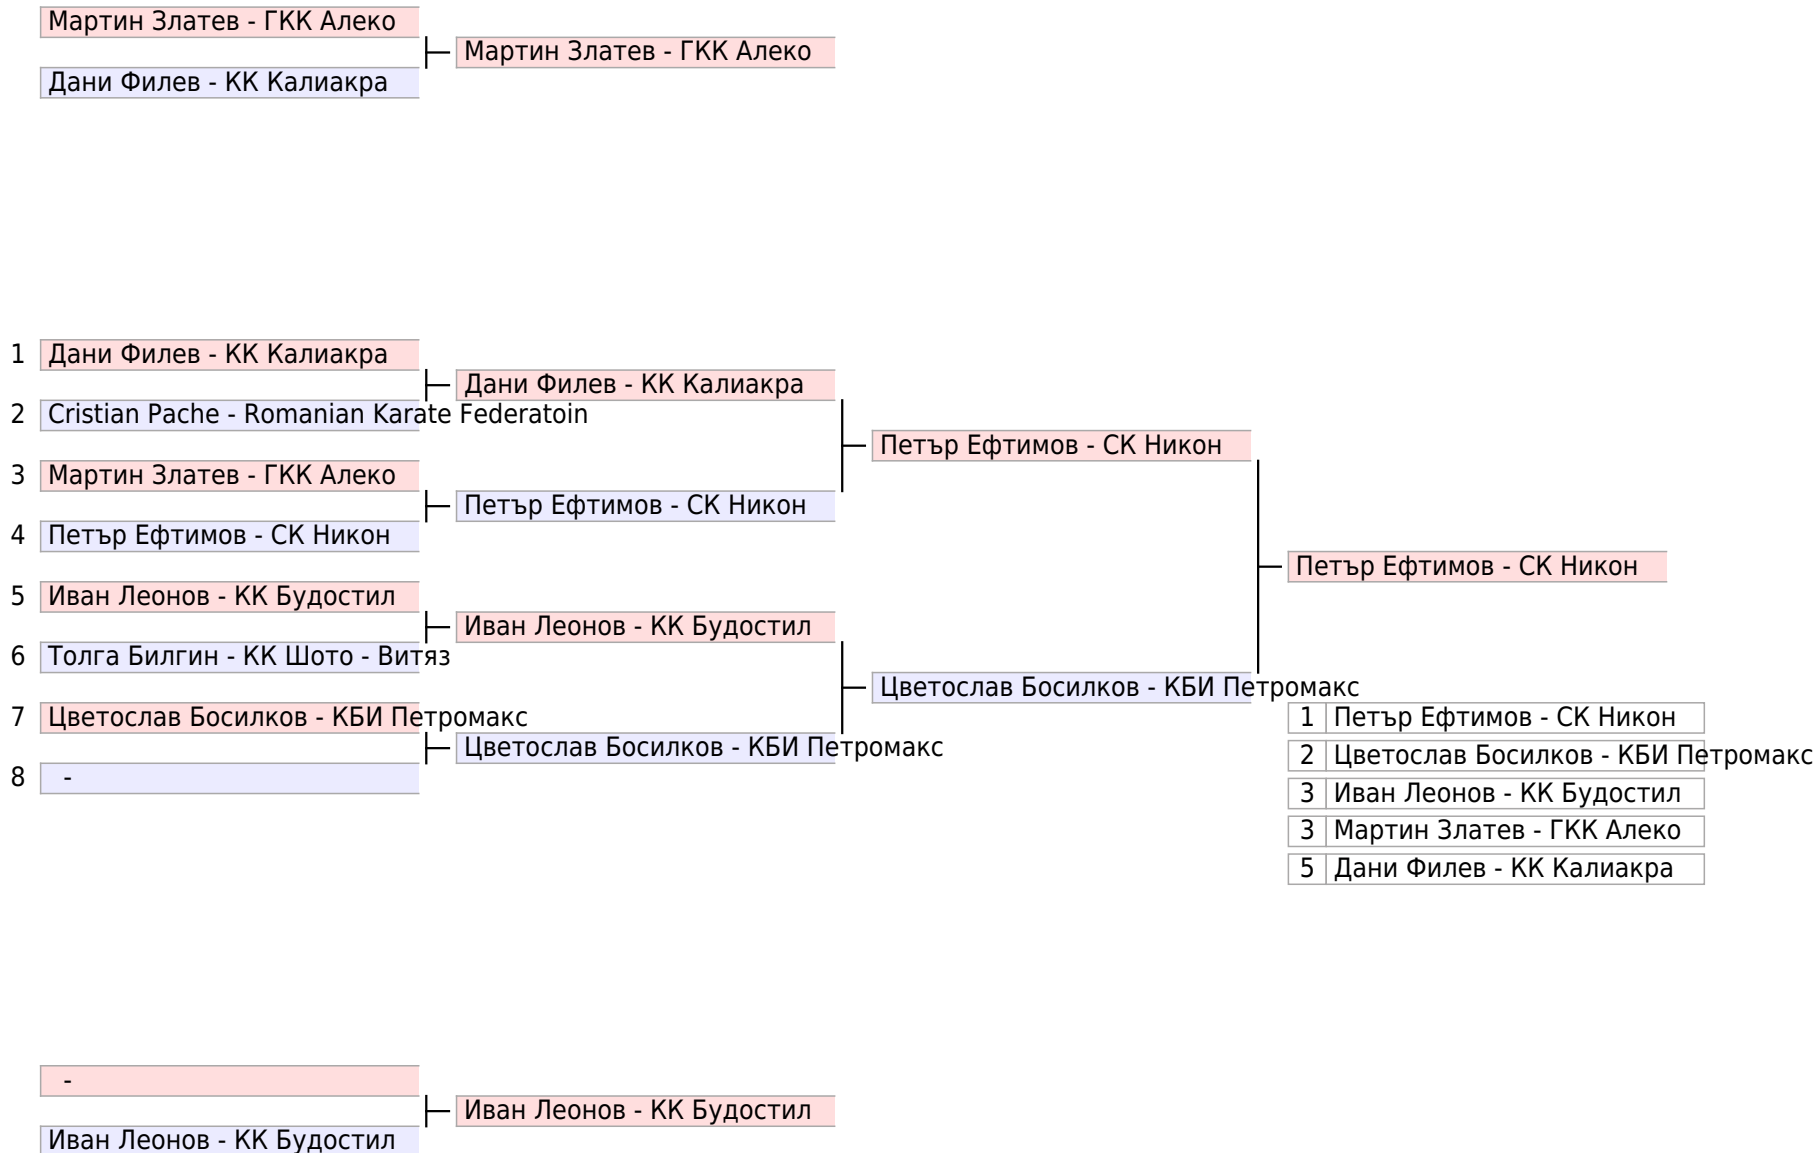 Мартин Златев - ГКК Алеко
Мартин Златев - ГКК Алеко
Дани Филев - КК Калиакра
1 Дани Филев - КК Калиакра
Дани Филев - КК Калиакра
2 Cristian Pache - Romanian Karate Federatoin
Петър Ефтимов - СК Никон
3 Мартин Златев - ГКК Алеко
Петър Ефтимов - СК Никон
4 Петър Ефтимов - СК Никон
Петър Ефтимов - СК Никон
5 Иван Леонов - КК Будостил
Иван Леонов - КК Будостил
6 Толга Билгин - КК Шото - Витяз
Цветослав Босилков - КБИ Петромакс
7 Цветослав Босилков - КБИ Петромакс
Цветослав Босилков - КБИ Петромакс
8 -
1 Петър Ефтимов - СК Никон
2 Цветослав Босилков - КБИ Петромакс
3 Иван Леонов - КК Будостил
3 Мартин Златев - ГКК Алеко
5 Дани Филев - КК Калиакра
-
Иван Леонов - КК Будостил
Иван Леонов - КК Будостил